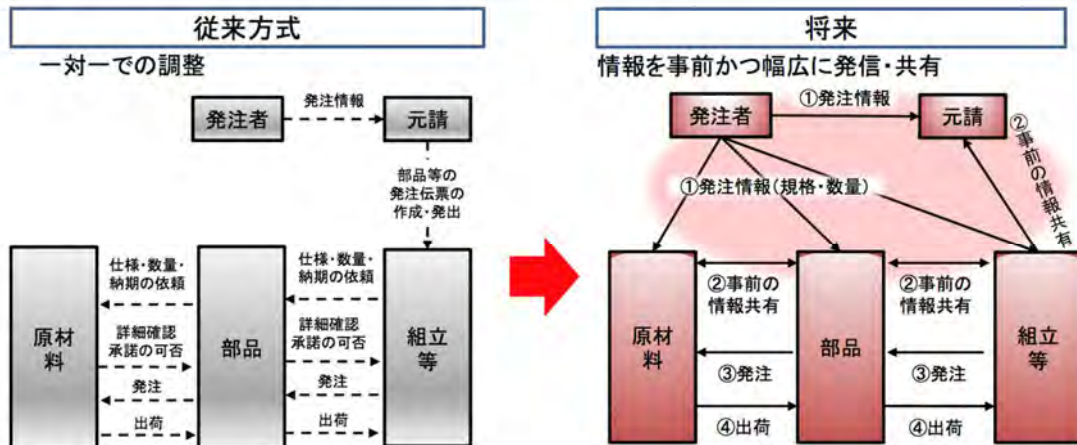 従来方式
一対一での調整
発注者
発注情報
元請
部品等の
発注伝票の
作成・発出
仕様・数量・
納期の依頼
仕様・数量・
納期の依頼
詳細確認
承諾の可否
詳細確認
承諾の可否
原材
料
部品
組立
等
発注
発注
出荷
出荷
将来
情報を事前かつ幅広に発信・共有
発注者
①発注情報
元請
②事前の情報共有
①発注情報(規格・数量)
②事前の
情報共有
②事前の
情報共有
原材
料
部品
組立
等
③発注
③発注
④出荷
④出荷